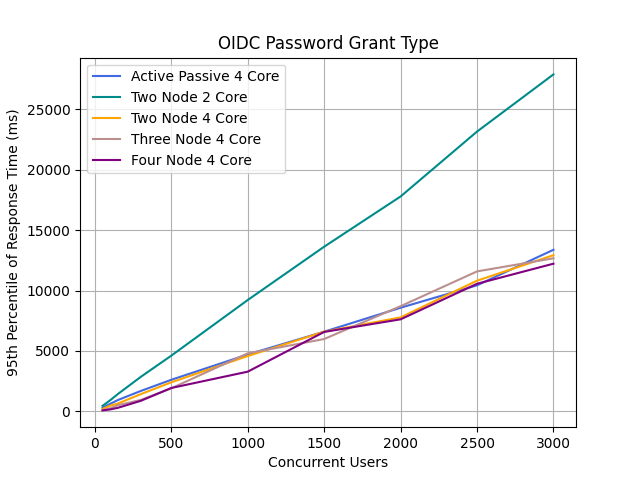 OIDC Password Grant Type
Active Passive 4 Core
Two Node 2 Core
Two Node 4 Core
Three Node 4 Core
Four Node 4 Core
95th Percentile of Response Time (ms)
25000
20000
15000
10000
5000
0
0 500 1000 1500 2000 2500 3000
Concurrent Users